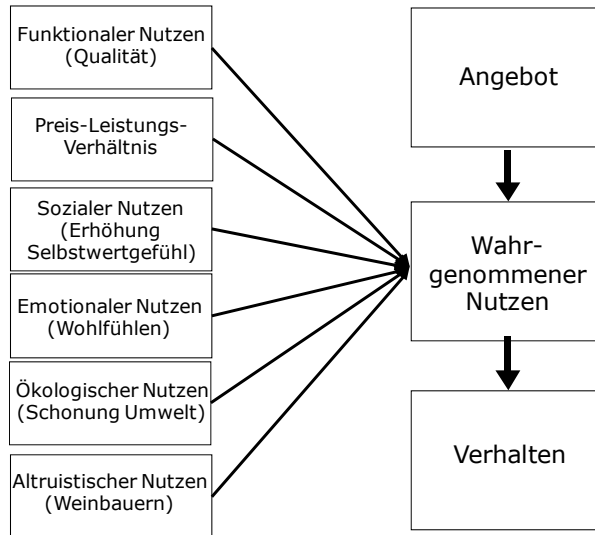 Funktionaler Nutzen
(Qualität)
Preis-Leistungs-
Verhältnis
Sozialer Nutzen
(Erhöhung
Selbstwertgefühl)
Emotionaler Nutzen
(Wohlfühlen)
Ökologischer Nutzen
(Schonung Umwelt)
Altruistischer Nutzen
(Weinbauern)
Angebot
Wahr-
genommener
Nutzen
Verhalten